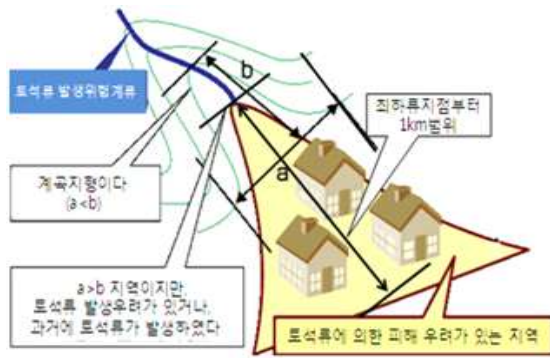 토석류 발생위험계류
b
최하류지점부터
1km범위
계곡지형이다
(a<b)
a
a>b 지역이지만,
토석류 발생우려가 있거나,
과거에 토석류가 발생하였다
토석류에 의한 피해 우려가 있는 지역